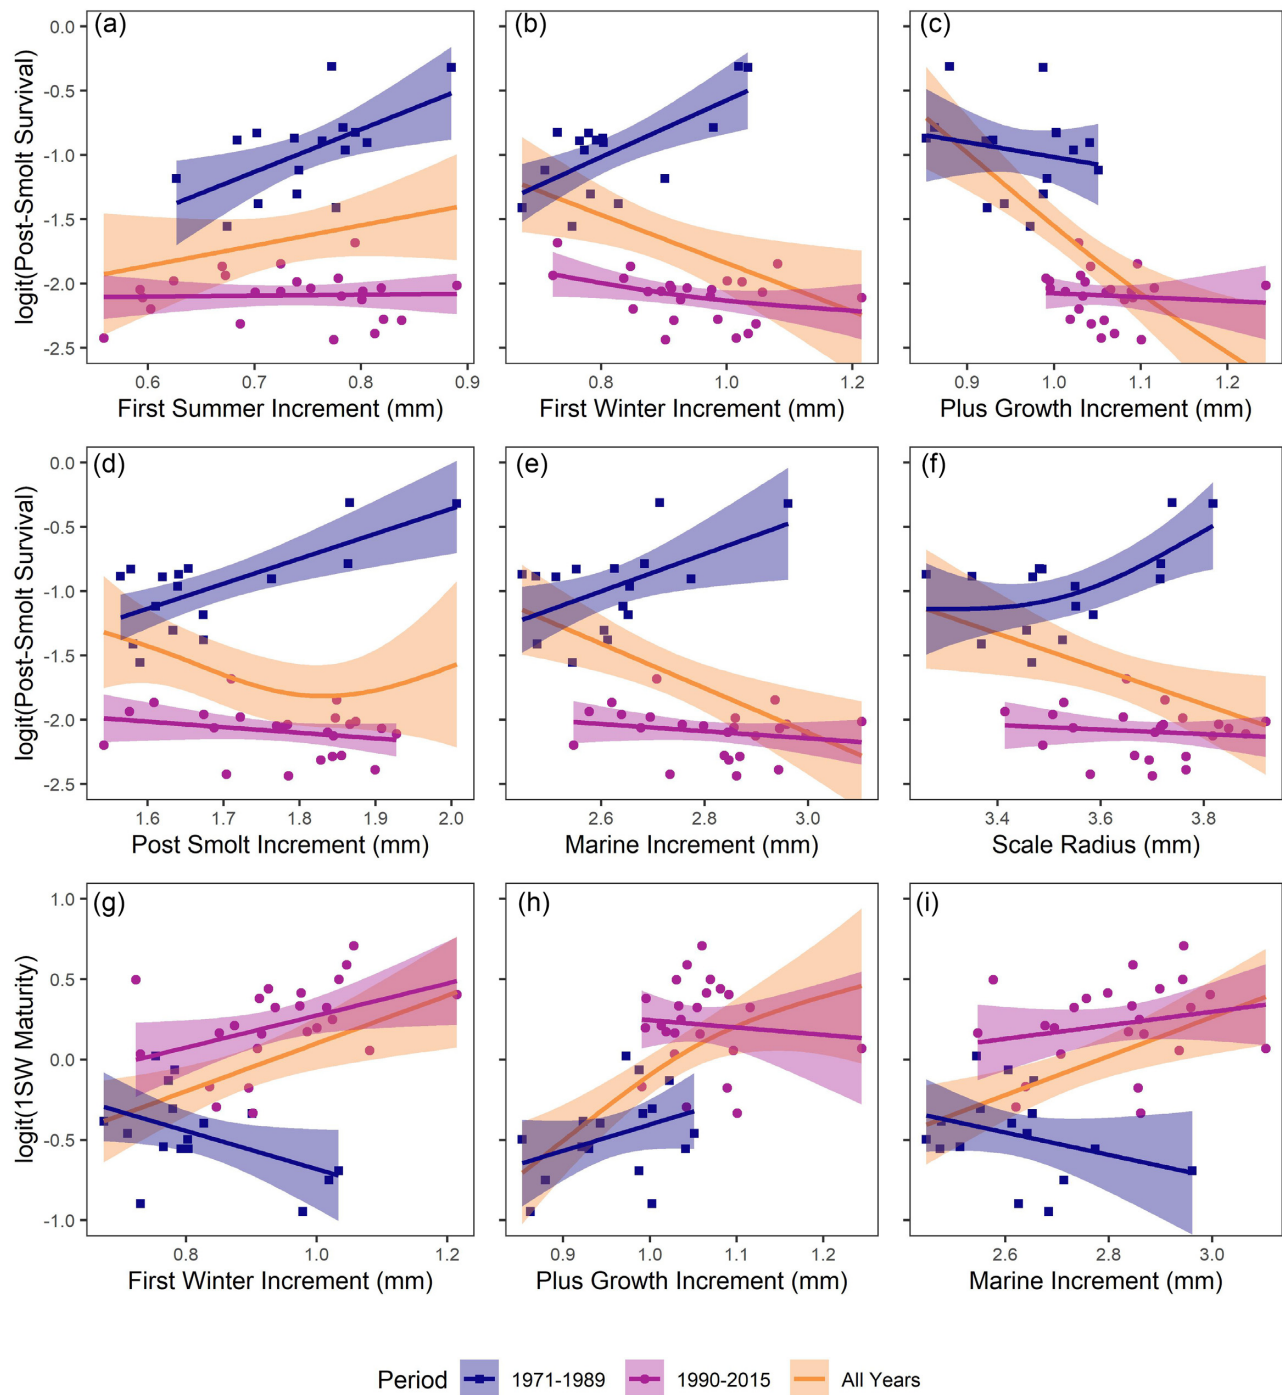 (a) (b) (c)
0.0
-0.5
-1.0
-1.5
-2.0
-2.5
logit(Post-Smolt Survival)
0.6 0.7 0.8 0.9 0.8 1.0 1.2 0.9 1.0 1.1 1.2
First Summer Increment (mm) First Winter Increment (mm) Plus Growth Increment (mm)
(d) (e) (f)
0.0
-0.5
-1.0
-1.5
-2.0
-2.5
logit(Post-Smolt Survival)
1.6 1.7 1.8 1.9 2.0 2.6 2.8 3.0 3.4 3.6 3.8
Post Smolt Increment (mm) Marine Increment (mm) Scale Radius (mm)
(g) (h) (i)
1.0
0.5
0.0
-0.5
-1.0
logit(1SW Maturity)
0.8 1.0 1.2 0.9 1.0 1.1 1.2 2.6 2.8 3.0
First Winter Increment (mm) Plus Growth Increment (mm) Marine Increment (mm)
Period 1971-1989 1990-2015 All Years